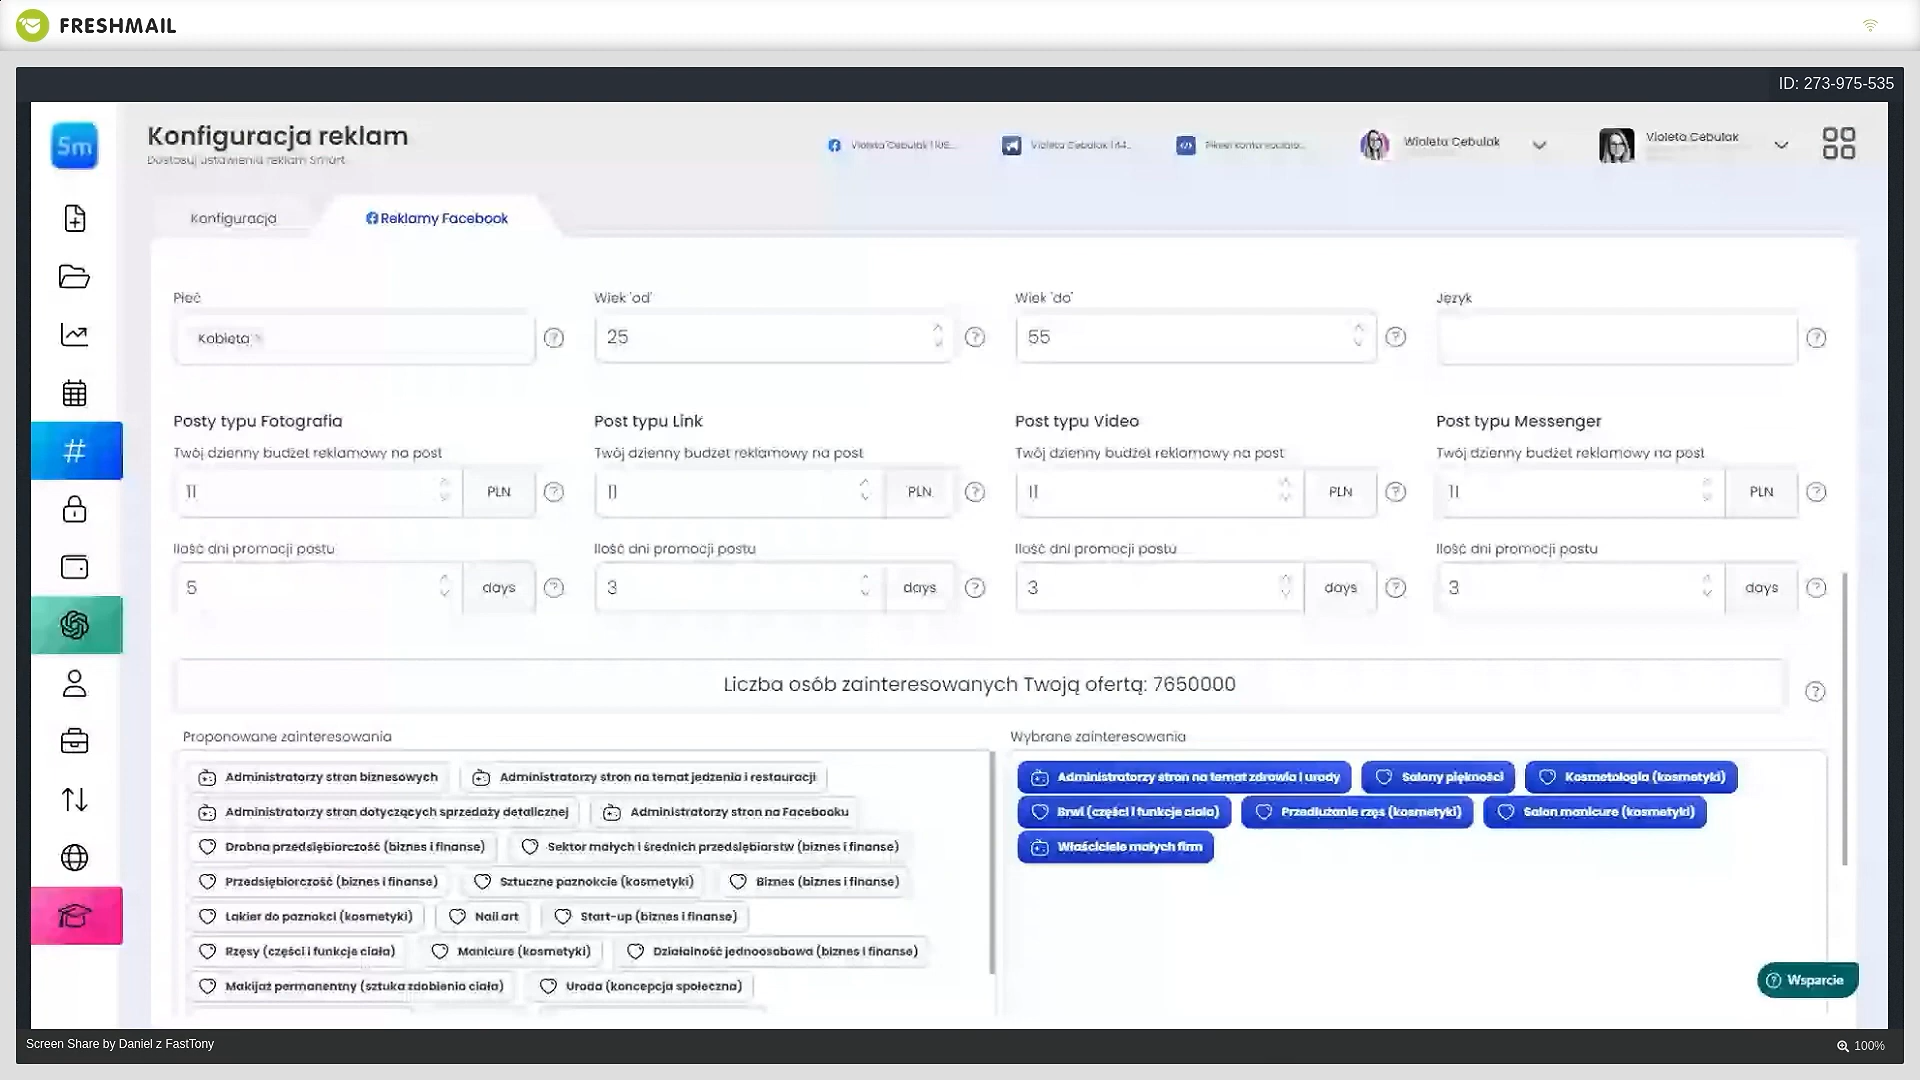 FRESHMAIL
ID: 273-975-535
5m
Konfiguracja reklam
Dostosuj ustawienia reklam Smart
Violeta Cebulak
Violeta Cebulak
Wioleta Cebulak
Violeta Cebulak
Konfiguracja
Reklamy Facebook
Płeć
Wiek 'od'
Wiek 'do'
Język
Kobieta
25
55
Posty typu Fotografia
Post typu Link
Post typu Video
Post typu Messenger
Twój dzienny budżet reklamowy na post
Twój dzienny budżet reklamowy na post
Twój dzienny budżet reklamowy na post
Twój dzienny budżet reklamowy na post
11 PLN
11 PLN
11 PLN
11 PLN
Ilość dni promocji postu
Ilość dni promocji postu
Ilość dni promocji postu
Ilość dni promocji postu
5 days
3 days
3 days
3 days
Liczba osób zainteresowanych Twoją ofertą: 7650000
Proponowane zainteresowania
Administratorzy stron biznesowych
Administratorzy stron na temat jedzenia i restauracji
Administratorzy stron dotyczących sprzedaży detalicznej
Administratorzy stron na Facebooku
Drobna przedsiębiorczość (biznes i finanse)
Sektor małych i średnich przedsiębiorstw (biznes i finanse)
Przedsiębiorczość (biznes i finanse)
Sztuczne paznokcie (kosmetyki)
Biznes (biznes i finanse)
Lakier do paznokci (kosmetyki)
Nail art
Start-up (biznes i finanse)
Rzęsy (części i funkcje ciała)
Manicure (kosmetyki)
Działalność jednoosobowa (biznes i finanse)
Makijaż permanentny (sztuka zdobienia ciała)
Uroda (koncepcja społeczna)
Wybrane zainteresowania
Administratorzy stron na temat zdrowia i urody
Salony piękności
Kosmetologia (kosmetyki)
Brwi (części i funkcje ciała)
Przedłużanie rzęs (kosmetyki)
Salon manicure (kosmetyki)
Właściciele małych firm
Wsparcie
Screen Share by Daniel z FastTony
100%